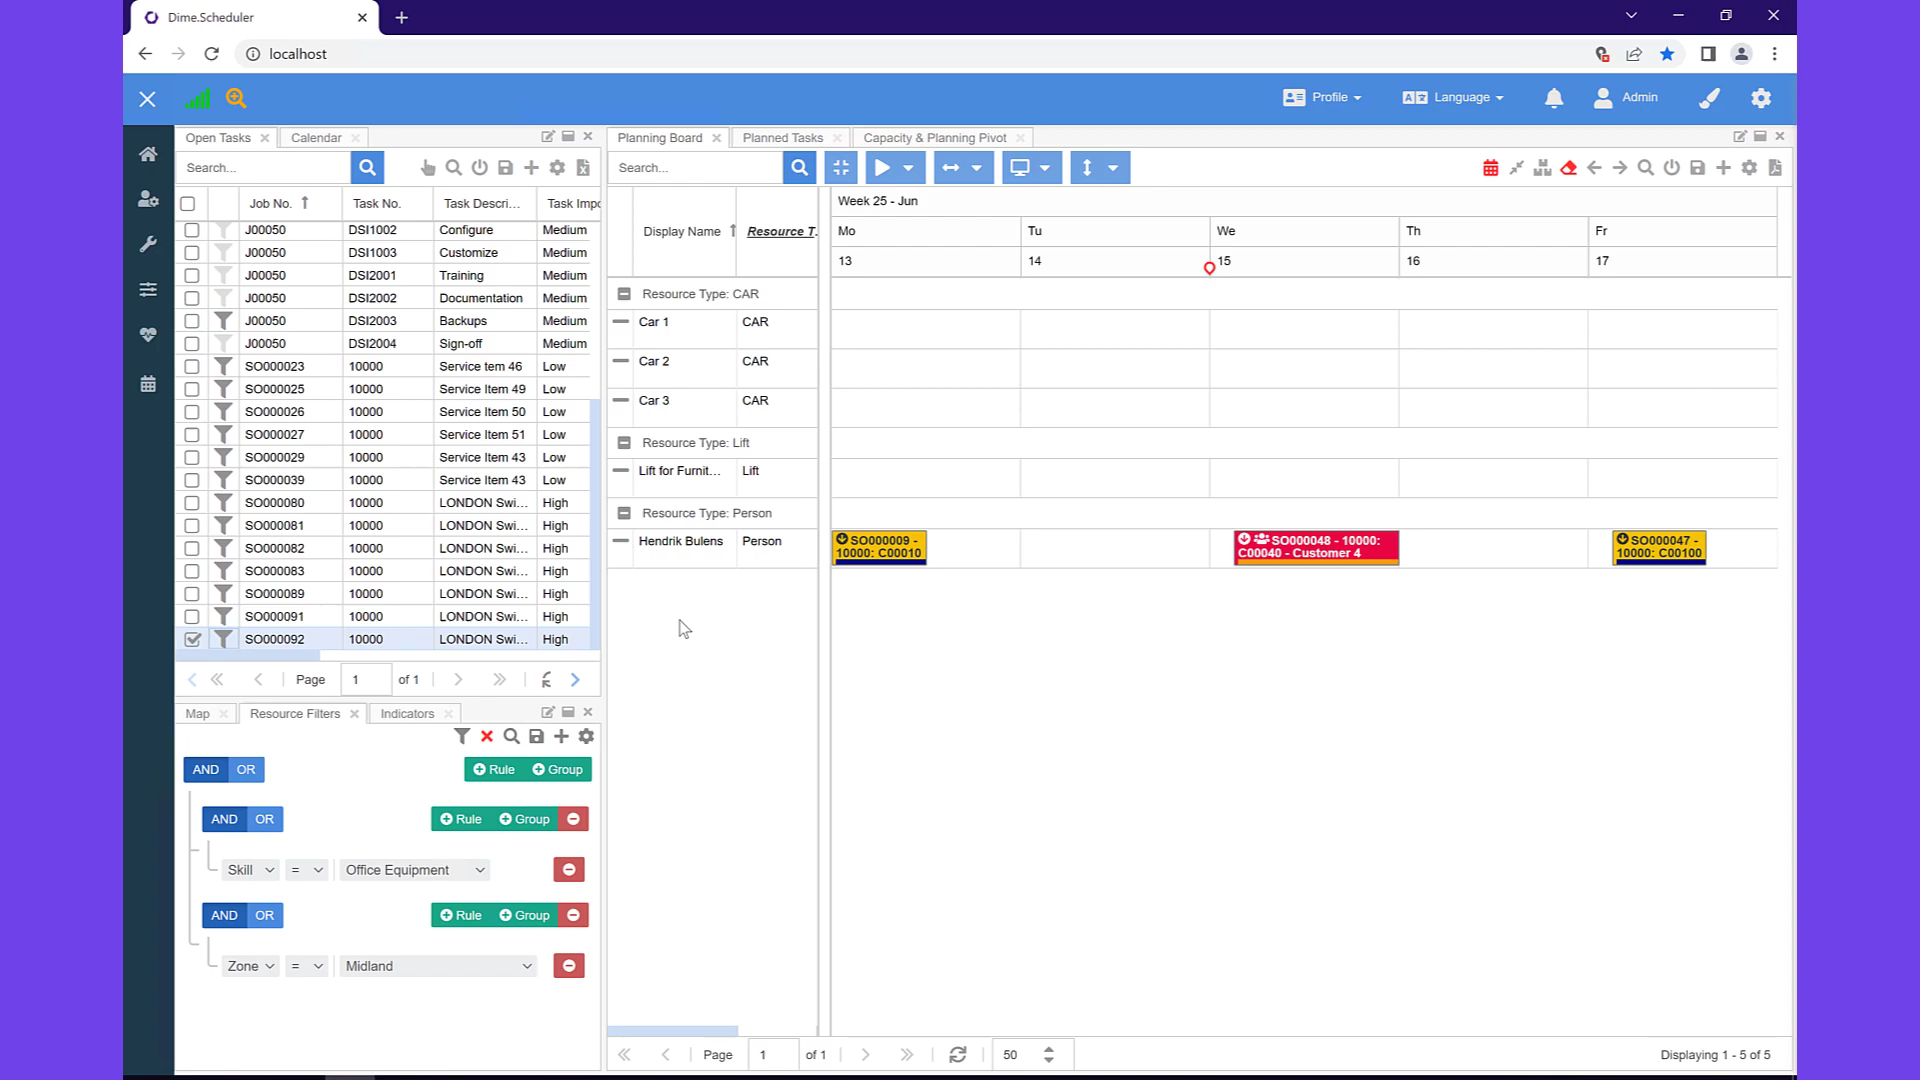 Dime.Scheduler
localhost
Profile
Language
Admin
Open Tasks
Calendar
Search...
Job No.
Task No.
Task Descri...
Task Impo
J00050 DSI1002 Configure Medium
J00050 DSI1003 Customize Medium
J00050 DSI2001 Training Medium
J00050 DSI2002 Documentation Medium
J00050 DSI2003 Backups Medium
J00050 DSI2004 Sign-off Medium
SO000023 10000 Service tem 46 Low
SO000025 10000 Service Item 49 Low
SO000026 10000 Service Item 50 Low
SO000027 10000 Service Item 51 Low
SO000029 10000 Service Item 43 Low
SO000039 10000 Service Item 43 Low
SO000080 10000 LONDON Swi... High
SO000081 10000 LONDON Swi... High
SO000082 10000 LONDON Swi... High
SO000083 10000 LONDON Swi... High
SO000089 10000 LONDON Swi... High
SO000091 10000 LONDON Swi... High
SO000092 10000 LONDON Swi... High
Page 1 of 1
Map
Resource Filters
Indicators
AND OR Rule Group
AND OR Rule Group
Skill = Office Equipment
AND OR Rule Group
Zone = Midland
Planning Board
Planned Tasks
Capacity & Planning Pivot
Search...
Display Name
Resource T.
Week 25 - Jun
Mo Tu We Th Fr
13 14 15 16 17
Resource Type: CAR
Car 1 CAR
Car 2 CAR
Car 3 CAR
Resource Type: Lift
Lift for Furnit... Lift
Resource Type: Person
Hendrik Bulens Person
SO000009 -
10000: C00010
SO000048 - 10000:
C00040 - Customer 4
SO000047 -
10000: C00100
Page 1 of 1
50
Displaying 1 - 5 of 5